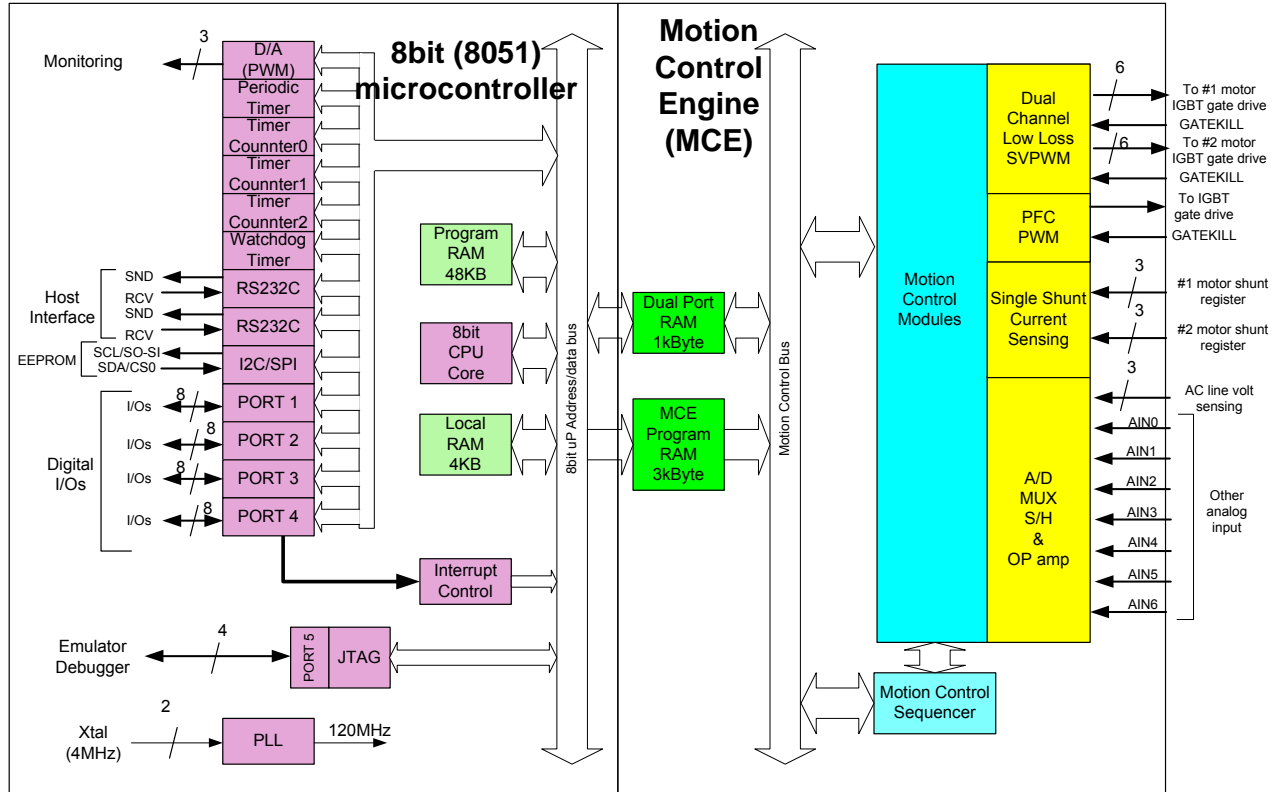 8bit (8051)
microcontroller
Motion
Control
Engine
(MCE)
Monitoring
3
D/A
(PWM)
Periodic
Timer
Timer
Counnter0
Timer
Counnter1
Timer
Counnter2
Watchdog
Timer
Host
Interface
SND
RCV
RS232C
SND
RCV
RS232C
EEPROM
SCL/SO-SI
SDA/CS0
I2C/SPI
Digital
I/Os
I/Os
8
PORT 1
I/Os
8
PORT 2
I/Os
8
PORT 3
I/Os
8
PORT 4
Interrupt
Control
Emulator
Debugger
4
PORT 5
JTAG
Xtal
(4MHz)
2
PLL
120MHz
Program
RAM
48KB
8bit
CPU
Core
Local
RAM
4KB
8bit uP Address/data bus
Dual Port
RAM
1kByte
MCE
Program
RAM
3kByte
Motion Control Bus
Motion
Control
Modules
Motion Control
Sequencer
Dual
Channel
Low Loss
SVPWM
PFC
PWM
Single Shunt
Current
Sensing
A/D
MUX
S/H
&
OP amp
6
To #1 motor
IGBT gate drive
GATEKILL
6
To #2 motor
IGBT gate drive
GATEKILL
To IGBT
gate drive
GATEKILL
3
#1 motor shunt
register
3
#2 motor shunt
register
3
AC line volt
sensing
AIN0
AIN1
AIN2
AIN3
AIN4
AIN5
AIN6
Other
analog
input